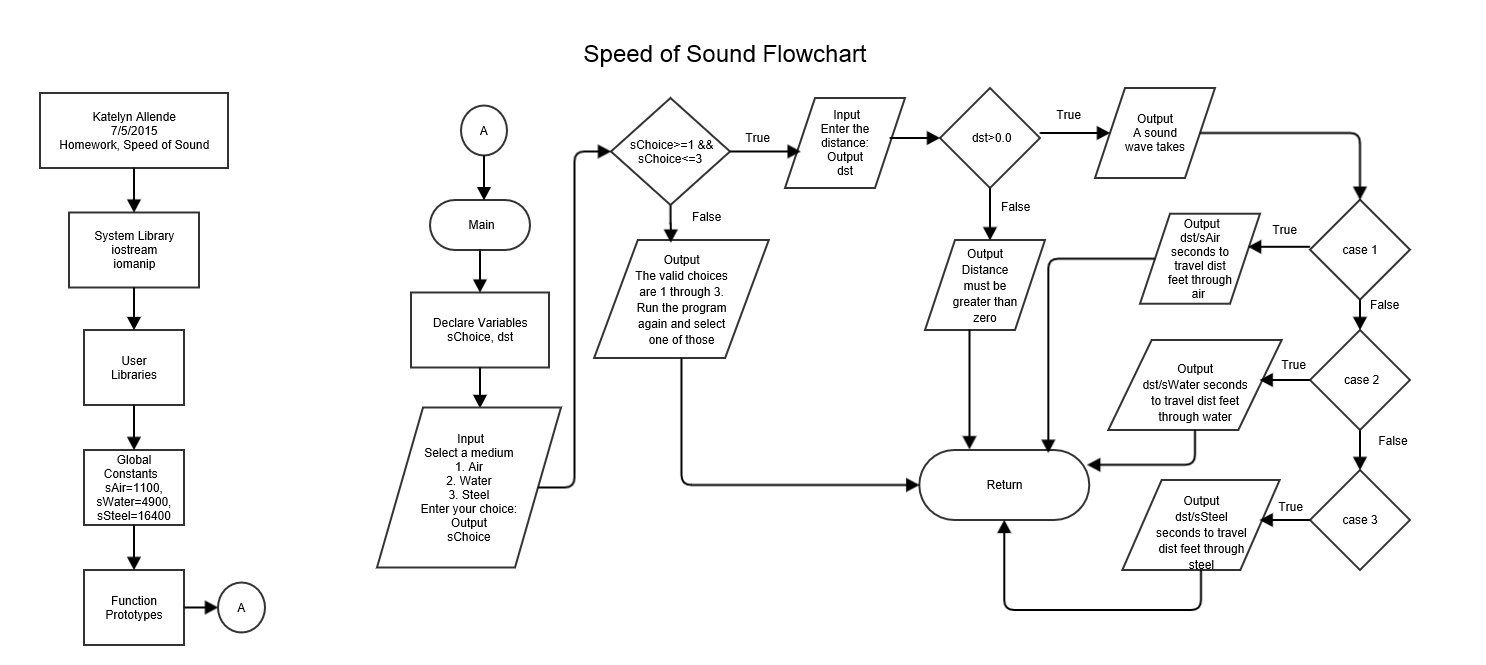 Speed of Sound Flowchart
Katelyn Allende
7/5/2015
Homework, Speed of Sound
System Library
iostream
iomanip
User
Libraries
Global
Constants
sAir=1100,
sWater=4900,
sSteel=16400
Function
Prototypes
A
A
Main
Declare Variables
sChoice, dst
Input
Select a medium
1. Air
2. Water
3. Steel
Enter your choice:
Output
sChoice
sChoice>=1 &&
sChoice<=3
True
False
Output
The valid choices
are 1 through 3.
Run the program
again and select
one of those
Input
Enter the
distance:
Output
dst
dst>0.0
True
False
Output
Distance
must be
greater than
zero
Output
A sound
wave takes
case 1
True
False
Output
dst/sAir
seconds to
travel dist
feet through
air
case 2
True
False
Output
dst/sWater seconds
to travel dist feet
through water
case 3
True
Output
dst/sSteel
seconds to travel
dist feet through
steel
Return